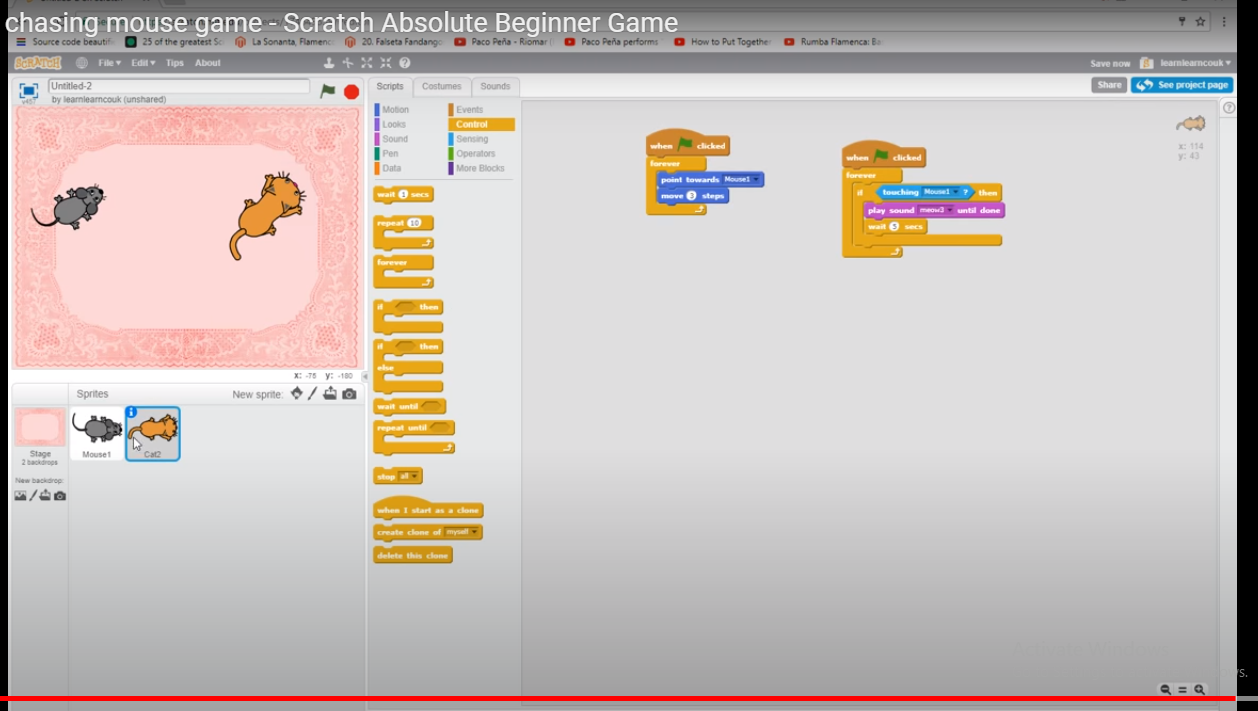 chasing mouse game - Scratch Absolute Beginner Game
Source code beautifi
25 of the greatest Sc
La Sonanta, Flamenc
20. Falseta Fandango
Paco Peña - Riomar (
Paco Peña performs
How to Put Together
Rumba Flamenca: Ba
SCRATCH
File
Edit
Tips
About
Save now
learnlearncouk
Untitled-2
by learnlearncouk (unshared)
v457
Scripts
Costumes
Sounds
Share
See project page
Motion
Looks
Sound
Pen
Data
Events
Control
Sensing
Operators
More Blocks
wait 1 secs
repeat 10
forever
if then
if then
else
wait until
repeat until
stop all
when I start as a clone
create clone of myself
delete this clone
when clicked
forever
point towards Mouse1
move 3 steps
when clicked
forever
if touching Mouse1 ? then
play sound meow3 until done
wait 5 secs
x: 114
y: 43
x: -75 y: -180
Sprites
New sprite:
Stage
2 backdrops
New backdrop:
Mouse1
Cat2